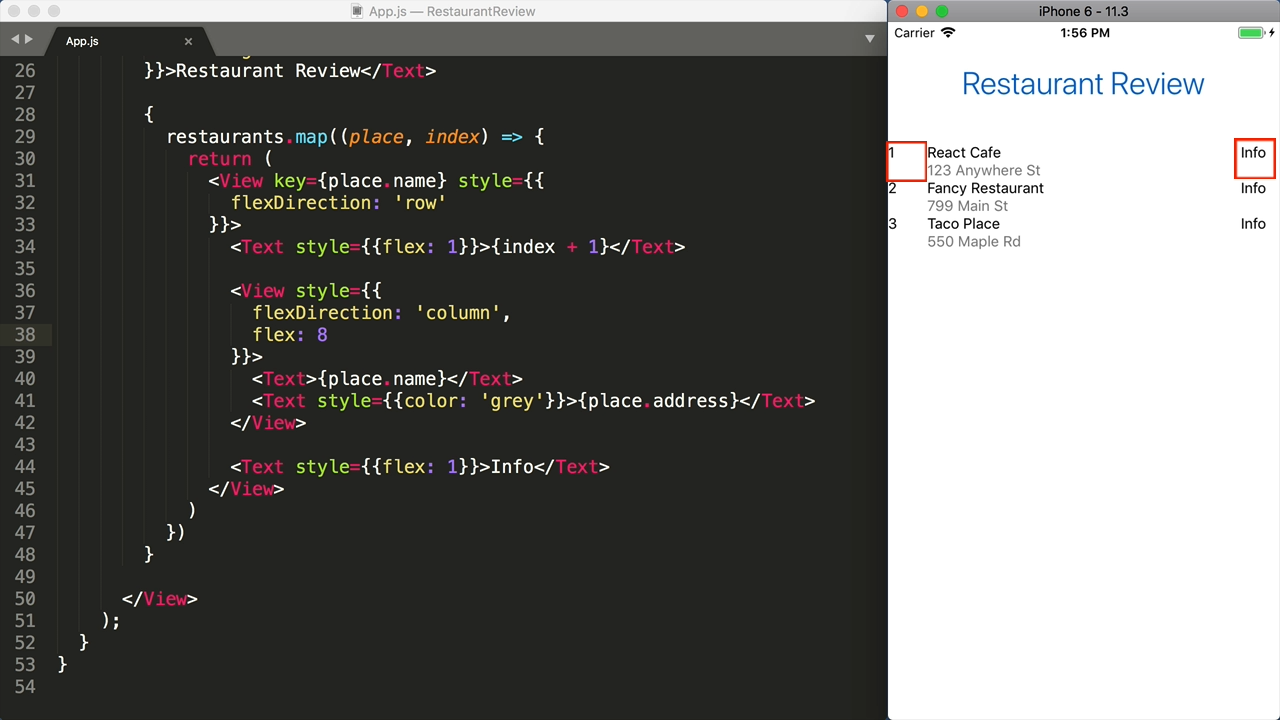 App.js — RestaurantReview
App.js
26 }}>Restaurant Review</Text>
27
28 {
29 restaurants.map((place, index) => {
30 return (
31 <View key={place.name} style={{
32 flexDirection: 'row'
33 }}>
34 <Text style={{flex: 1}}>{index + 1}</Text>
35
36 <View style={{
37 flexDirection: 'column',
38 flex: 8
39 }}>
40 <Text>{place.name}</Text>
41 <Text style={{color: 'grey'}}>{place.address}</Text>
42 </View>
43
44 <Text style={{flex: 1}}>Info</Text>
45 </View>
46 )
47 })
48 }
49
50 </View>
51 );
52 }
53 }
54
iPhone 6 - 11.3
Carrier 1:56 PM
Restaurant Review
1 React Cafe Info
123 Anywhere St
2 Fancy Restaurant Info
799 Main St
3 Taco Place Info
550 Maple Rd